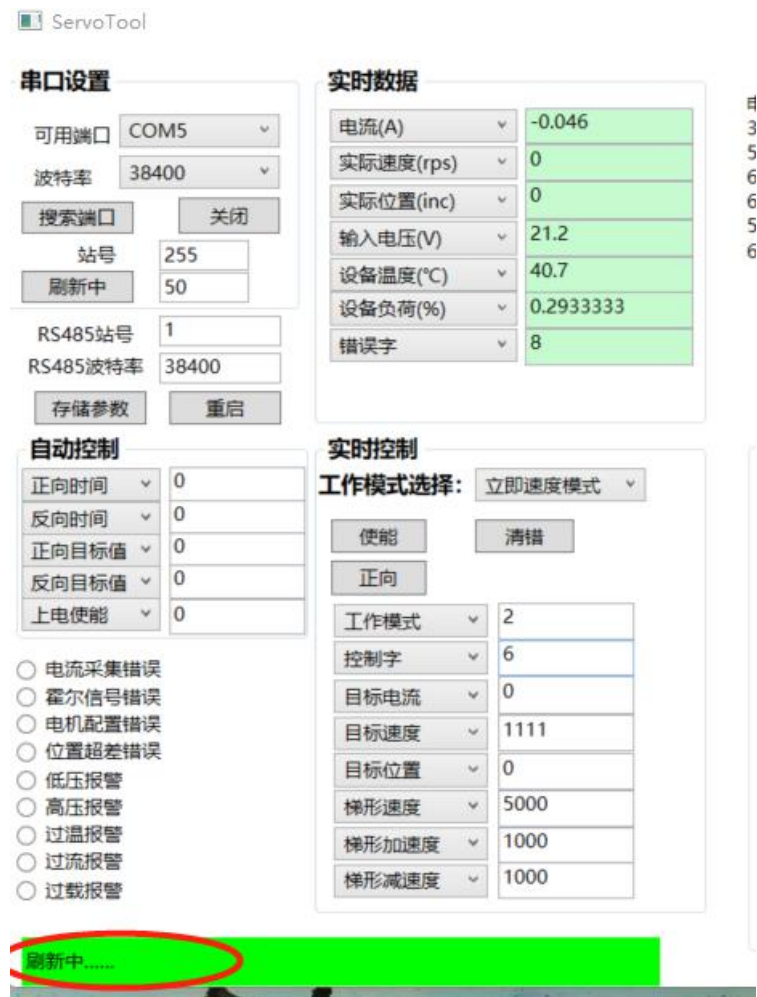 ServoTool
串口设置
可用端口 COM5
波特率 38400
搜索端口 关闭
站号 255
刷新中 50
RS485站号 1
RS485波特率 38400
存储参数 重启
实时数据
电流(A) -0.046
实际速度(rps) 0
实际位置(inc) 0
输入电压(V) 21.2
设备温度(℃) 40.7
设备负荷(%) 0.2933333
错误字 8
3
5
6
6
5
6
自动控制
正向时间 0
反向时间 0
正向目标值 0
反向目标值 0
上电使能 0
电流采集错误
霍尔信号错误
电机配置错误
位置超差错误
低压报警
高压报警
过温报警
过流报警
过载报警
实时控制
工作模式选择： 立即速度模式
使能 清错
正向
工作模式 2
控制字 6
目标电流 0
目标速度 1111
目标位置 0
梯形速度 5000
梯形加速度 1000
梯形减速度 1000
刷新中......